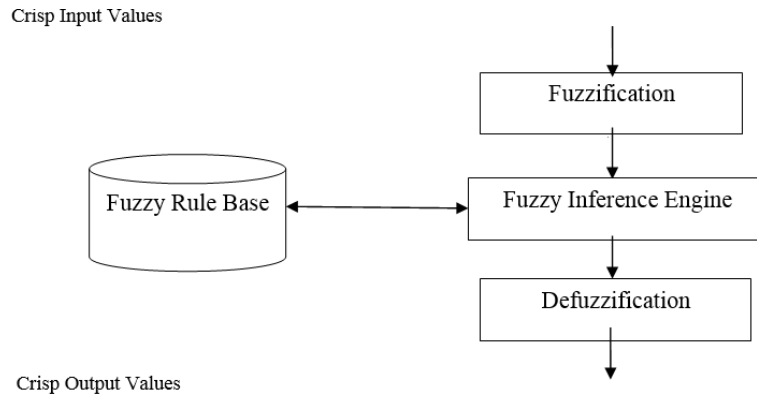 Crisp Input Values
Fuzzification
Fuzzy Rule Base
Fuzzy Inference Engine
Defuzzification
Crisp Output Values